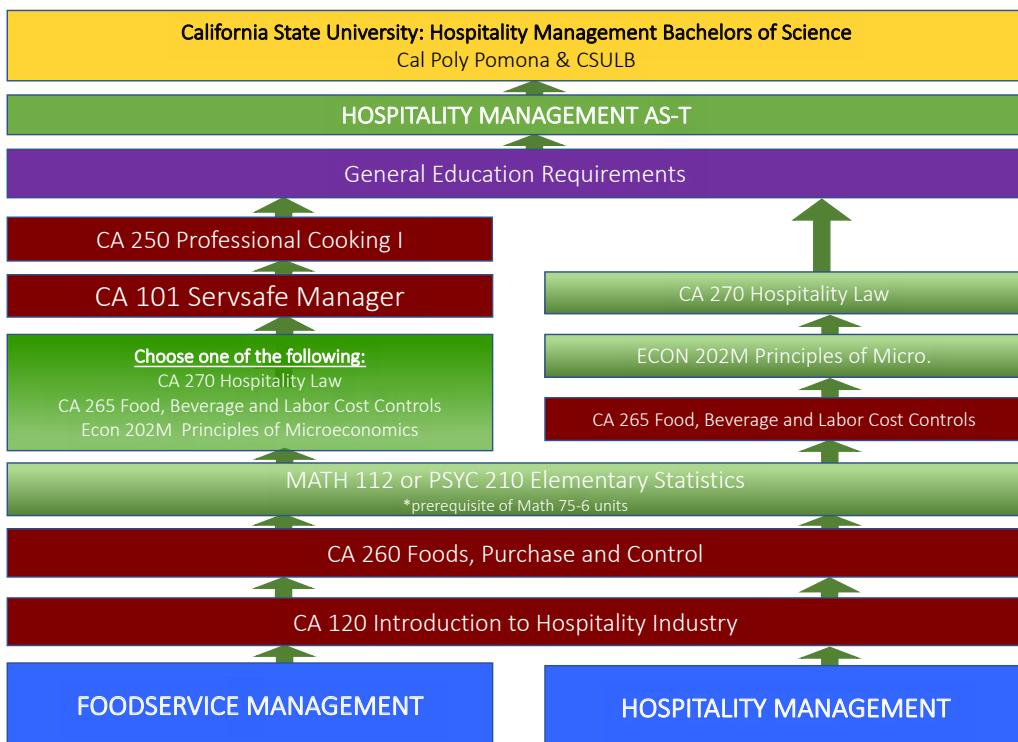 California State University: Hospitality Management Bachelors of Science
Cal Poly Pomona & CSULB
HOSPITALITY MANAGEMENT AS-T
General Education Requirements
CA 250 Professional Cooking I
CA 101 Servsafe Manager
Choose one of the following:
CA 270 Hospitality Law
CA 265 Food, Beverage and Labor Cost Controls
Econ 202M  Principles of Microeconomics
CA 270 Hospitality Law
ECON 202M Principles of Micro.
CA 265 Food, Beverage and Labor Cost Controls
MATH 112 or PSYC 210 Elementary Statistics
*prerequisite of Math 75-6 units
CA 260 Foods, Purchase and Control
CA 120 Introduction to Hospitality Industry
FOODSERVICE MANAGEMENT
HOSPITALITY MANAGEMENT